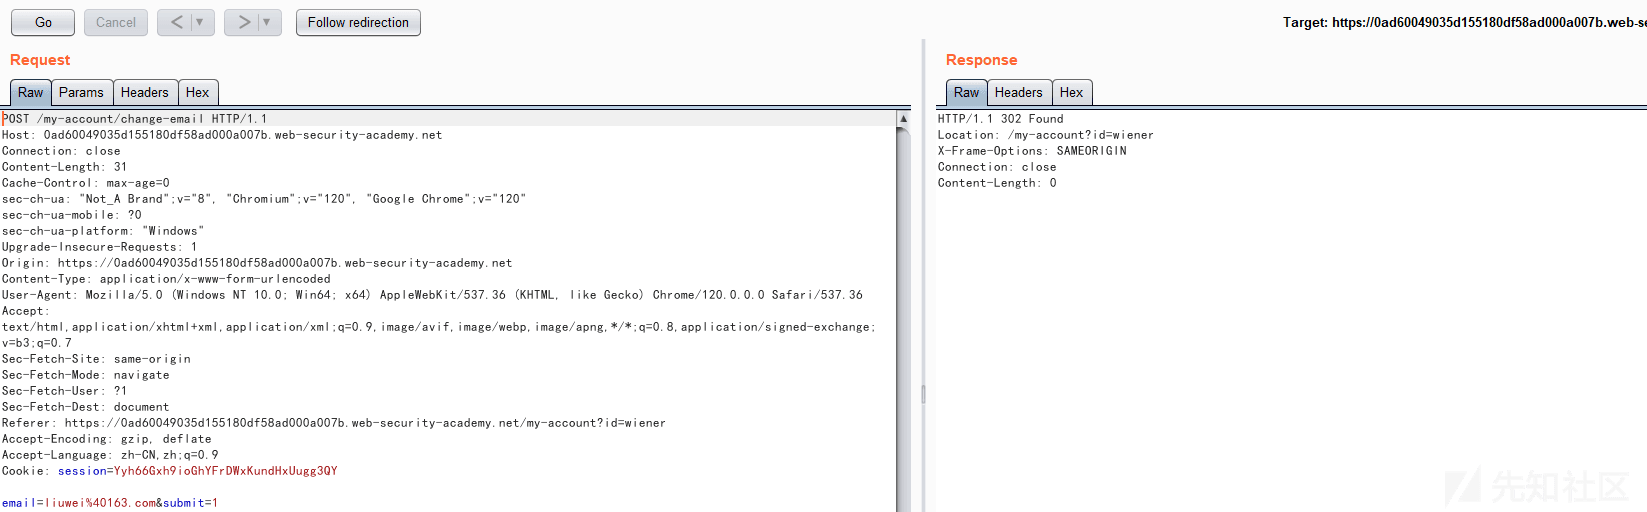 Go Cancel < > Follow redirection Target: https://0ad60049035d155180df58ad000a007b.web-se
Request
Raw Params Headers Hex
POST /my-account/change-email HTTP/1.1
Host: 0ad60049035d155180df58ad000a007b.web-security-academy.net
Connection: close
Content-Length: 31
Cache-Control: max-age=0
sec-ch-ua: "Not_A Brand";v="8", "Chromium";v="120", "Google Chrome";v="120"
sec-ch-ua-mobile: ?0
sec-ch-ua-platform: "Windows"
Upgrade-Insecure-Requests: 1
Origin: https://0ad60049035d155180df58ad000a007b.web-security-academy.net
Content-Type: application/x-www-form-urlencoded
User-Agent: Mozilla/5.0 (Windows NT 10.0; Win64; x64) AppleWebKit/537.36 (KHTML, like Gecko) Chrome/120.0.0.0 Safari/537.36
Accept:
text/html,application/xhtml+xml,application/xml;q=0.9,image/avif,image/webp,image/apng,*/*;q=0.8,application/signed-exchange;
v=b3;q=0.7
Sec-Fetch-Site: same-origin
Sec-Fetch-Mode: navigate
Sec-Fetch-User: ?1
Sec-Fetch-Dest: document
Referer: https://0ad60049035d155180df58ad000a007b.web-security-academy.net/my-account?id=wiener
Accept-Encoding: gzip, deflate
Accept-Language: zh-CN,zh;q=0.9
Cookie: session=Yyh66Gxh9ioGhYFrDWxKundHxUugg3QY
email=liuwei%40163.com&submit=1
Response
Raw Headers Hex
HTTP/1.1 302 Found
Location: /my-account?id=wiener
X-Frame-Options: SAMEORIGIN
Connection: close
Content-Length: 0
先知社区